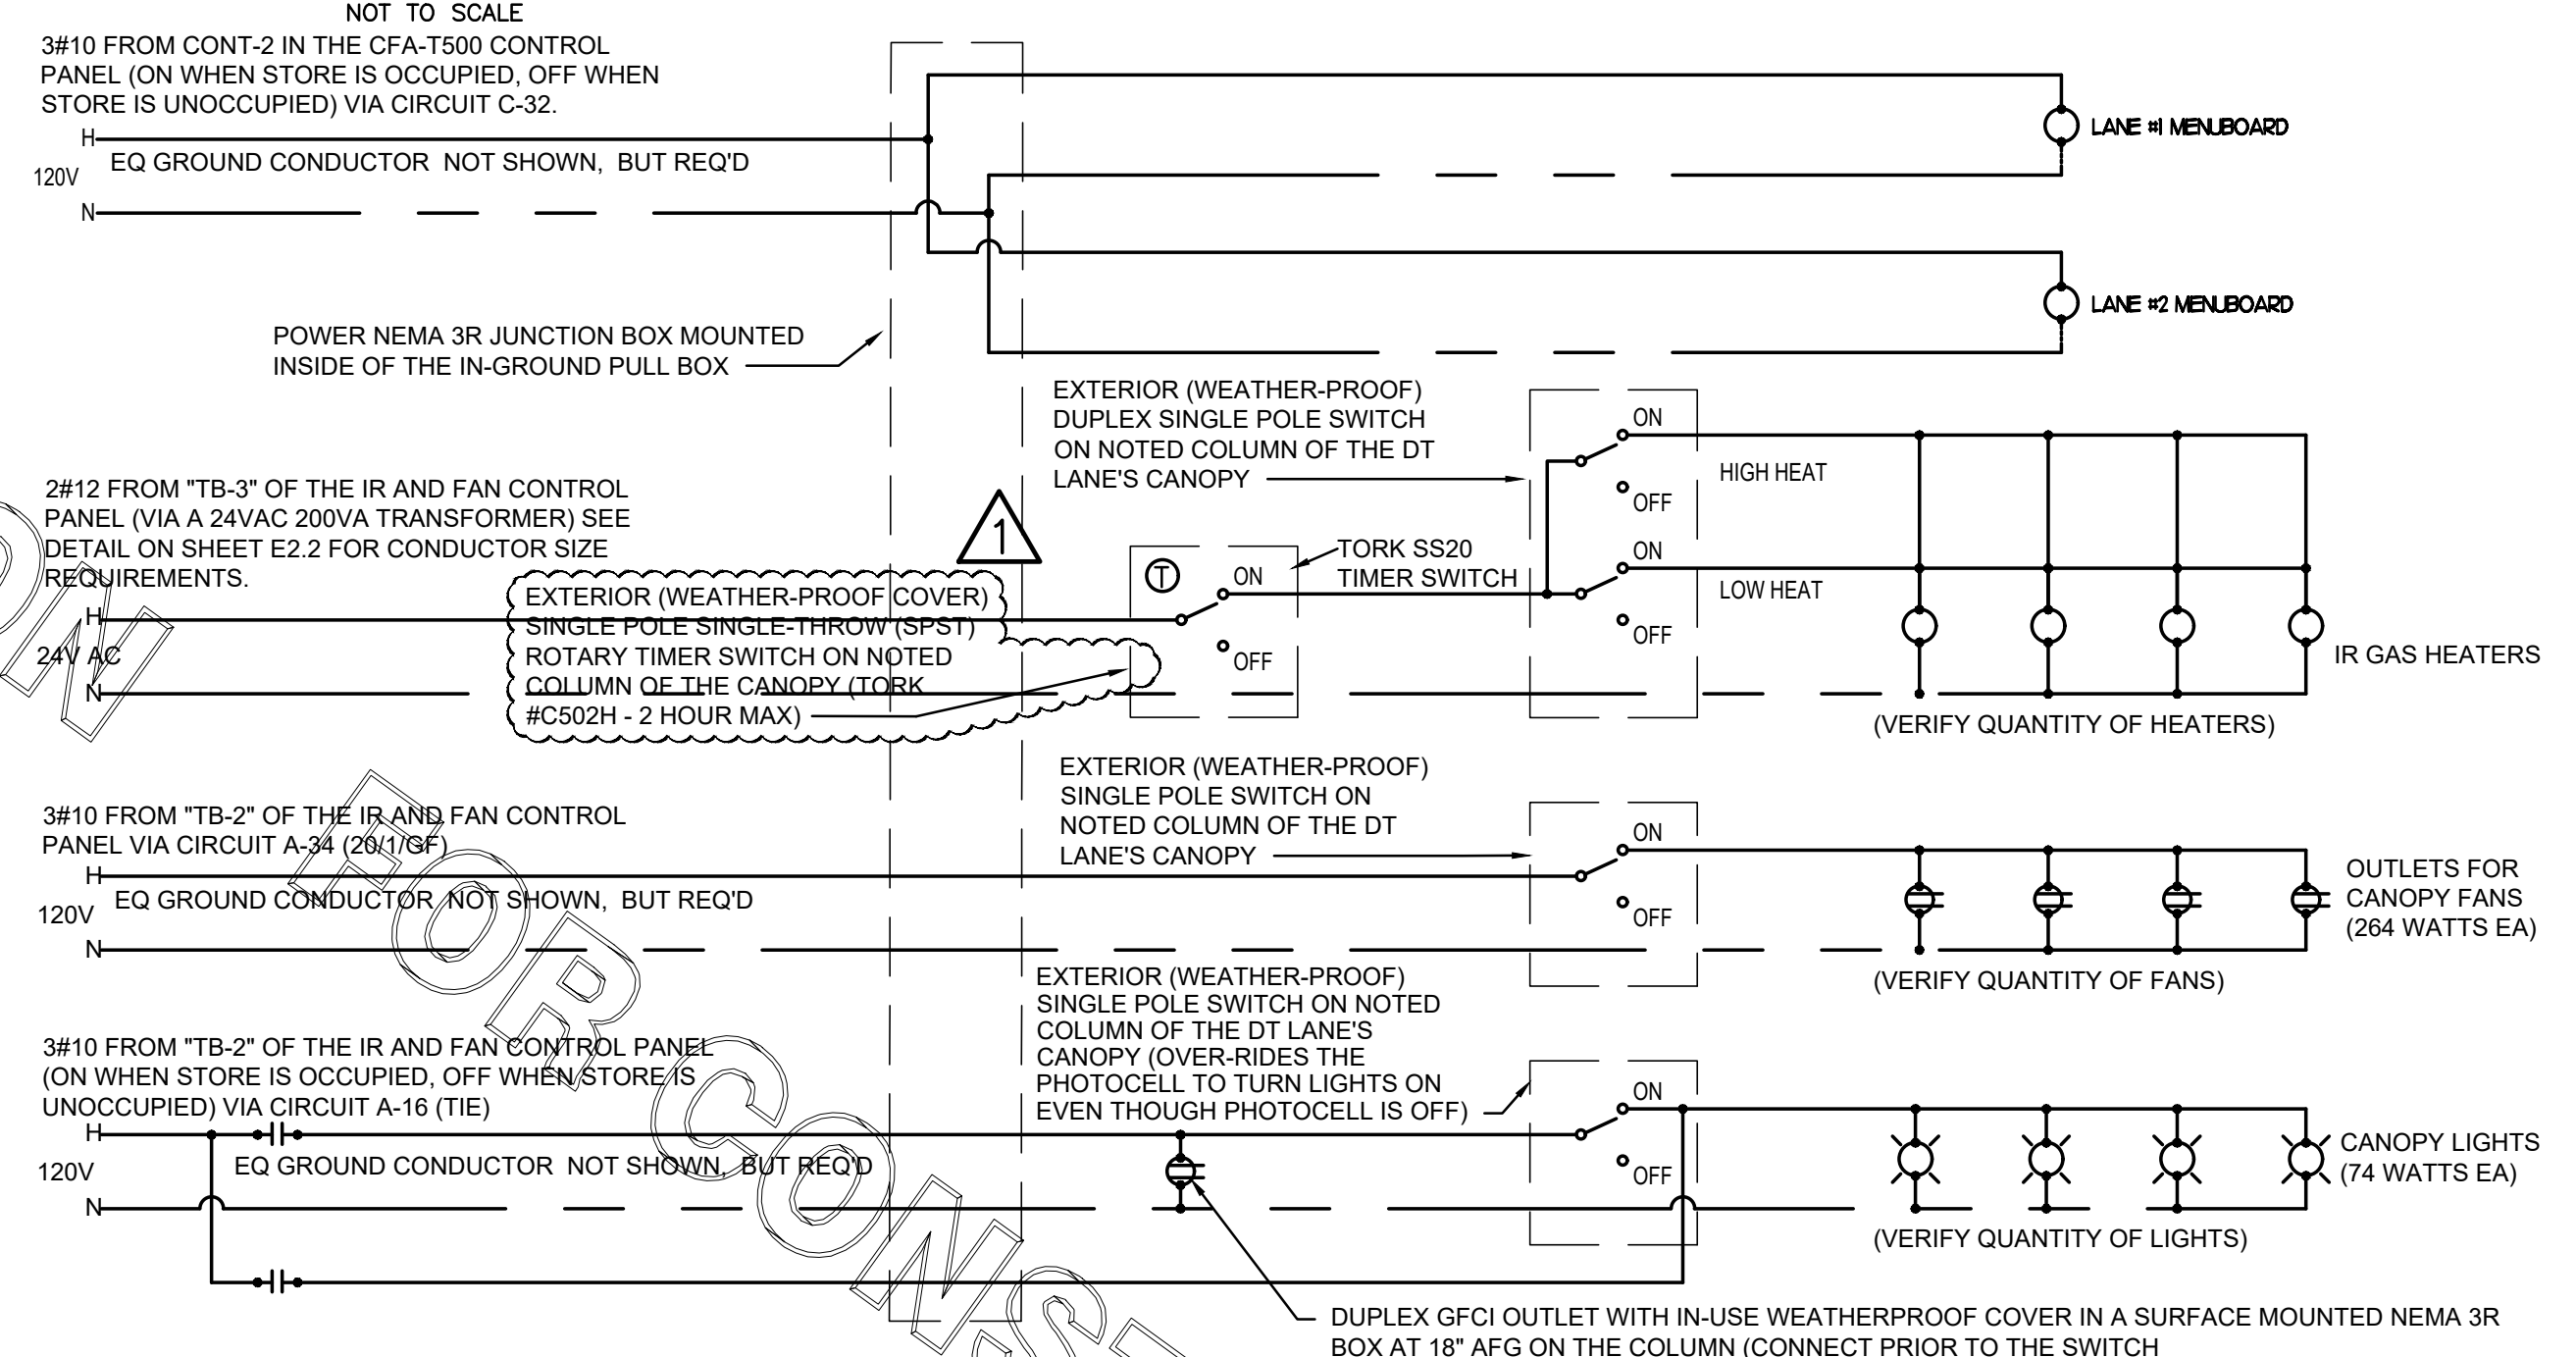 NOT TO SCALE
3#10 FROM CONT-2 IN THE CFA-T500 CONTROL
PANEL (ON WHEN STORE IS OCCUPIED, OFF WHEN
STORE IS UNOCCUPIED) VIA CIRCUIT C-32.
H
EQ GROUND CONDUCTOR NOT SHOWN, BUT REQ'D
120V
N
LANE #1 MENUBOARD
LANE #2 MENUBOARD
POWER NEMA 3R JUNCTION BOX MOUNTED
INSIDE OF THE IN-GROUND PULL BOX
EXTERIOR (WEATHER-PROOF)
DUPLEX SINGLE POLE SWITCH
ON NOTED COLUMN OF THE DT
LANE'S CANOPY
ON
HIGH HEAT
OFF
ON
LOW HEAT
OFF
2#12 FROM "TB-3" OF THE IR AND FAN CONTROL
PANEL (VIA A 24VAC 200VA TRANSFORMER) SEE
DETAIL ON SHEET E2.2 FOR CONDUCTOR SIZE
REQUIREMENTS.
H
24V AC
N
1
EXTERIOR (WEATHER-PROOF COVER)
SINGLE POLE SINGLE-THROW (SPST)
ROTARY TIMER SWITCH ON NOTED
COLUMN OF THE CANOPY (TORK
#C502H - 2 HOUR MAX)
T
ON
OFF
TORK SS20
TIMER SWITCH
IR GAS HEATERS
(VERIFY QUANTITY OF HEATERS)
3#10 FROM "TB-2" OF THE IR AND FAN CONTROL
PANEL VIA CIRCUIT A-34 (20/1/GF)
H
EQ GROUND CONDUCTOR NOT SHOWN, BUT REQ'D
120V
N
EXTERIOR (WEATHER-PROOF)
SINGLE POLE SWITCH ON
NOTED COLUMN OF THE DT
LANE'S CANOPY
ON
OFF
OUTLETS FOR
CANOPY FANS
(264 WATTS EA)
(VERIFY QUANTITY OF FANS)
3#10 FROM "TB-2" OF THE IR AND FAN CONTROL PANEL
(ON WHEN STORE IS OCCUPIED, OFF WHEN STORE IS
UNOCCUPIED) VIA CIRCUIT A-16 (TIE)
H
EQ GROUND CONDUCTOR NOT SHOWN, BUT REQ'D
120V
N
EXTERIOR (WEATHER-PROOF)
SINGLE POLE SWITCH ON NOTED
COLUMN OF THE DT LANE'S
CANOPY (OVER-RIDES THE
PHOTOCELL TO TURN LIGHTS ON
EVEN THOUGH PHOTOCELL IS OFF)
ON
OFF
CANOPY LIGHTS
(74 WATTS EA)
(VERIFY QUANTITY OF LIGHTS)
DUPLEX GFCI OUTLET WITH IN-USE WEATHERPROOF COVER IN A SURFACE MOUNTED NEMA 3R
BOX AT 18" AFG ON THE COLUMN (CONNECT PRIOR TO THE SWITCH
FOR CONST